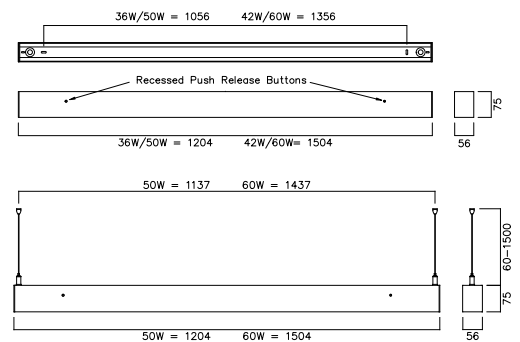 36W/50W = 1056 42W/60W = 1356
Recessed Push Release Buttons
75
36W/50W = 1204 42W/60W= 1504
56
50W = 1137 60W = 1437
60-1500
75
50W = 1204 60W = 1504
56